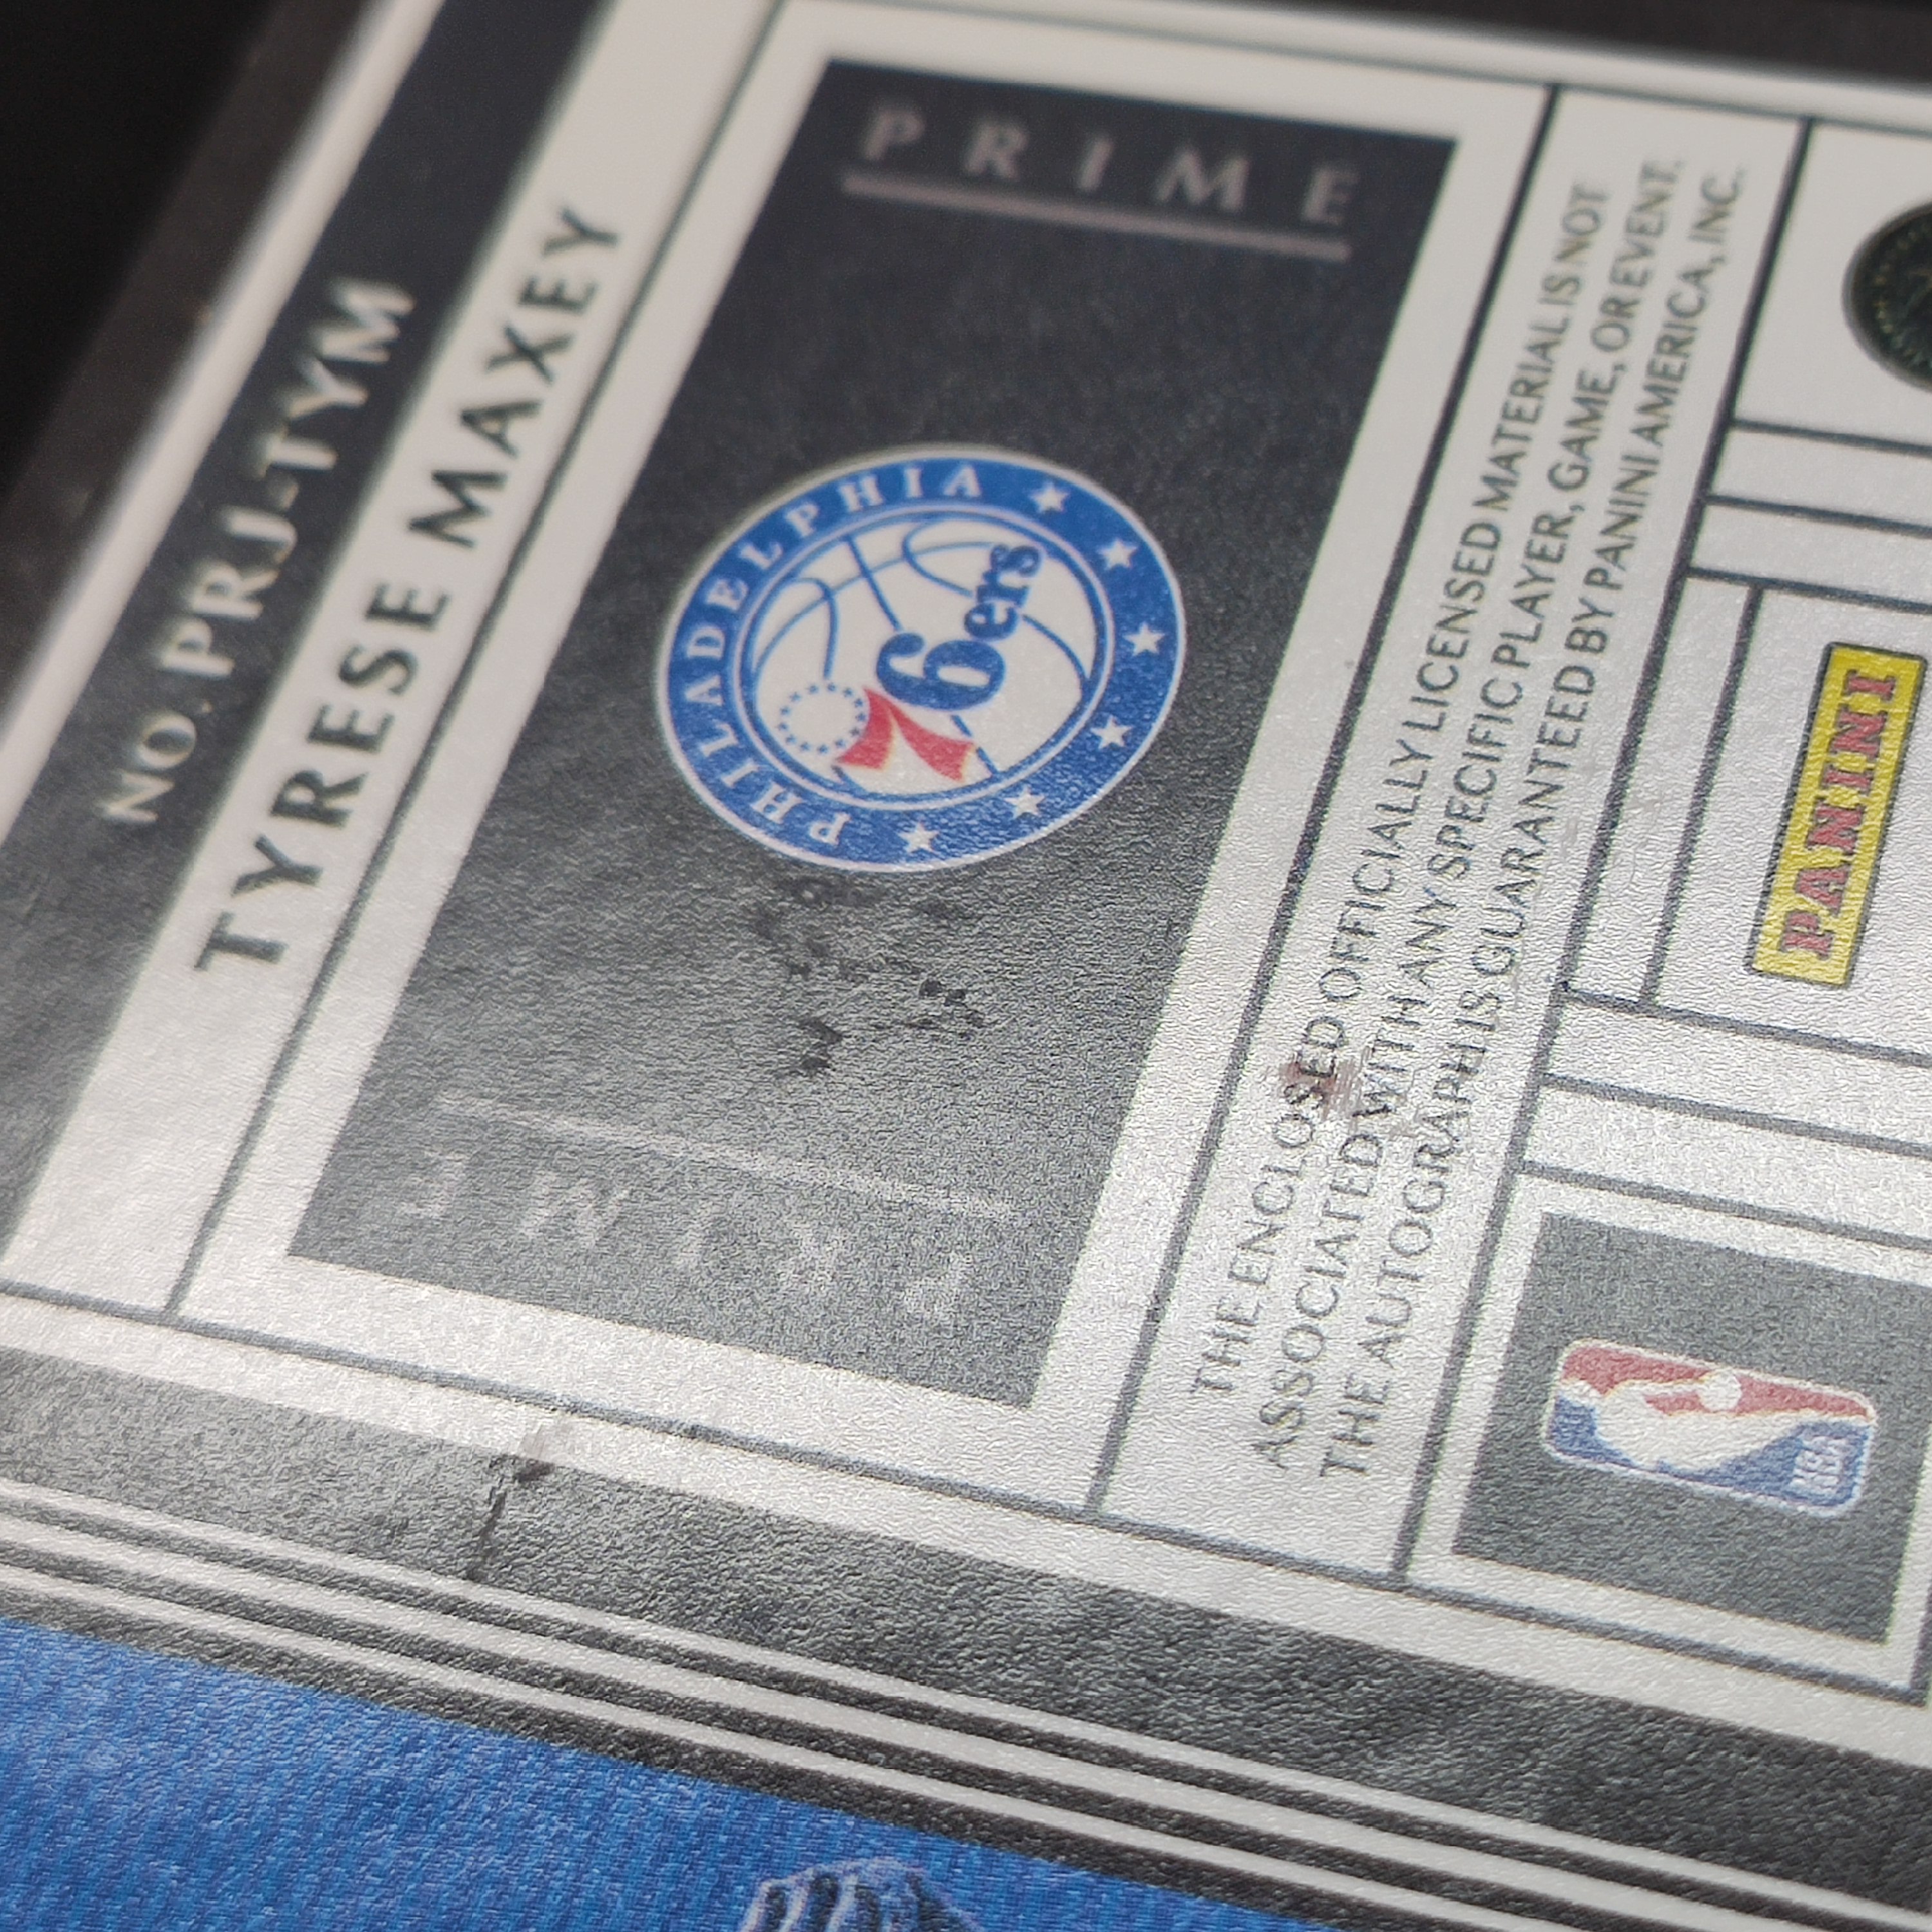 NO. PRJ-TYM
TYRESE MAXEY
PRIME
PHILADELPHIA
76ers
PRIME
THE ENCLOSED OFFICIALLY LICENSED MATERIAL IS NOT
ASSOCIATED WITH ANY SPECIFIC PLAYER, GAME, OR EVENT.
THE AUTOGRAPH IS GUARANTEED BY PANINI AMERICA, INC.
PANINI
NBA